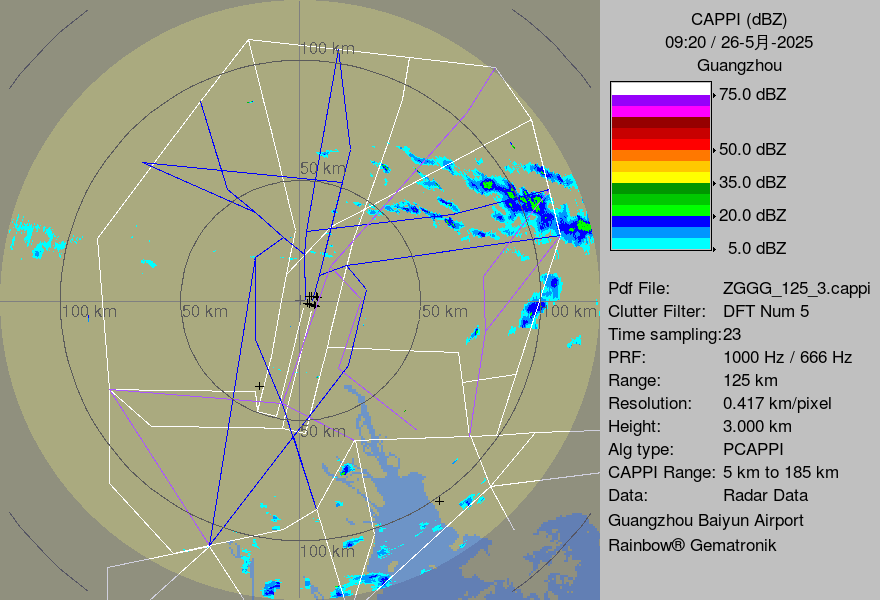 CAPPI (dBZ)
09:20 / 26-5月-2025
Guangzhou
75.0 dBZ
50.0 dBZ
35.0 dBZ
20.0 dBZ
5.0 dBZ
Pdf File: ZGGG_125_3.cappi
Clutter Filter: DFT Num 5
Time sampling:23
PRF: 1000 Hz / 666 Hz
Range: 125 km
Resolution: 0.417 km/pixel
Height: 3.000 km
Alg type: PCAPPI
CAPPI Range: 5 km to 185 km
Data: Radar Data
Guangzhou Baiyun Airport
Rainbow® Gematronik
100 km
50 km
100 km
50 km
50 km
100 km
50 km
100 km